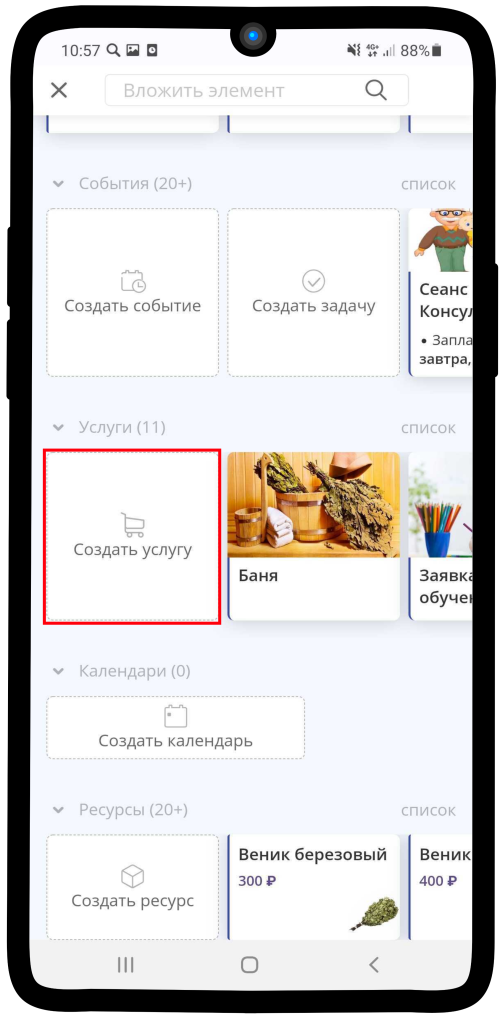 10:57
4G+
88%
Вложить элемент
События (20+)
список
Создать событие
Создать задачу
Сеанс
Консул
• Запла
завтра,
Услуги (11)
список
Создать услугу
Баня
Заявка
обучен
Календари (0)
Создать календарь
Ресурсы (20+)
список
Создать ресурс
Веник березовый
300 ₽
Веник
400 ₽